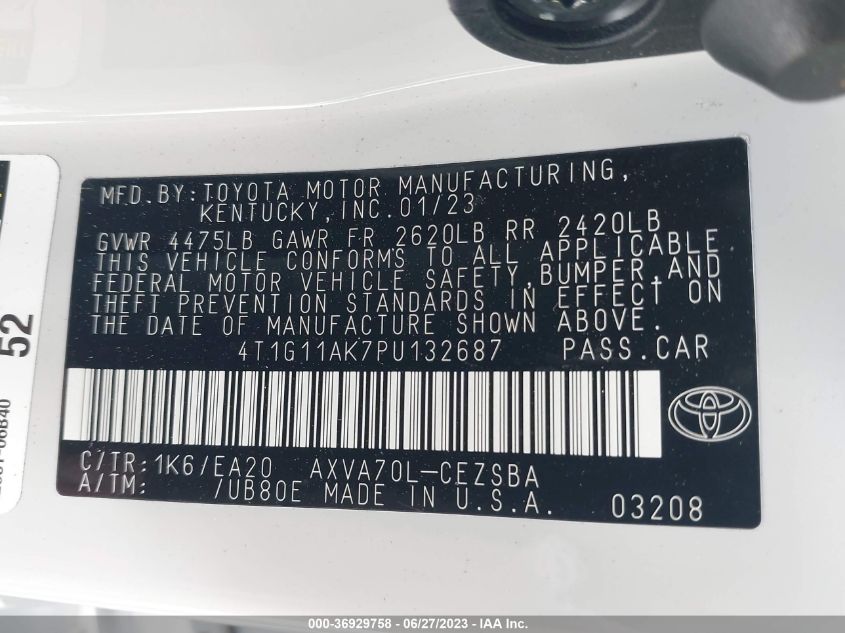 MFD.BY:TOYOTA MOTOR MANUFACTURING,
KENTUCKY,INC.01/23
GVWR 4475LB GAWR FR 2620LB RR 2420LB
THIS VEHICLE CONFORMS TO ALL APPLICABLE
FEDERAL MOTOR VEHICLE SAFETY,BUMPER,AND
THEFT PREVENTION STANDARDS IN EFFECT ON
THE DATE OF MANUFACTURE SHOWN ABOVE.
4T1G11AK7PU132687 PASS.CAR
C/TR:1K6/EA20 AXVA70L-CEZSBA
A/TM: /UB80E MADE IN U.S.A. 03208
52
000-36929758 - 06/27/2023 - IAA Inc.